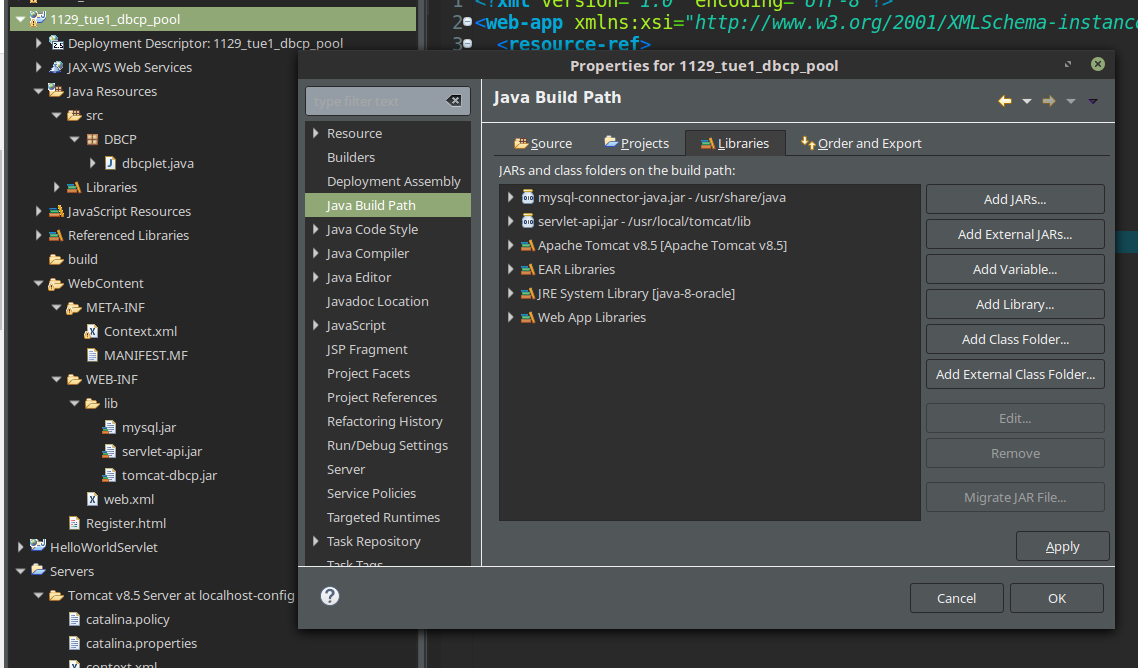 1129_tue1_dbcp_pool
Deployment Descriptor: 1129_tue1_dbcp_pool
JAX-WS Web Services
Java Resources
src
DBCP
dbcplet.java
Libraries
JavaScript Resources
Referenced Libraries
build
WebContent
META-INF
Context.xml
MANIFEST.MF
WEB-INF
lib
mysql.jar
servlet-api.jar
tomcat-dbcp.jar
web.xml
Register.html
HelloWorldServlet
Servers
Tomcat v8.5 Server at localhost-config
catalina.policy
catalina.properties
context.xml
1 <?xml version="1.0" encoding="UTF-8"?>
2 <web-app xmlns:xsi="http://www.w3.org/2001/XMLSchema-instanc
3 <resource-ref>
Properties for 1129_tue1_dbcp_pool
type filter text
Resource
Builders
Deployment Assembly
Java Build Path
Java Code Style
Java Compiler
Java Editor
Javadoc Location
JavaScript
JSP Fragment
Project Facets
Project References
Refactoring History
Run/Debug Settings
Server
Service Policies
Targeted Runtimes
Task Repository
Task Tags
Java Build Path
Source Projects Libraries Order and Export
JARs and class folders on the build path:
mysql-connector-java.jar - /usr/share/java
servlet-api.jar - /usr/local/tomcat/lib
Apache Tomcat v8.5 [Apache Tomcat v8.5]
EAR Libraries
JRE System Library [java-8-oracle]
Web App Libraries
Add JARs...
Add External JARs...
Add Variable...
Add Library...
Add Class Folder...
Add External Class Folder...
Edit...
Remove
Migrate JAR File...
Apply
?
Cancel
OK